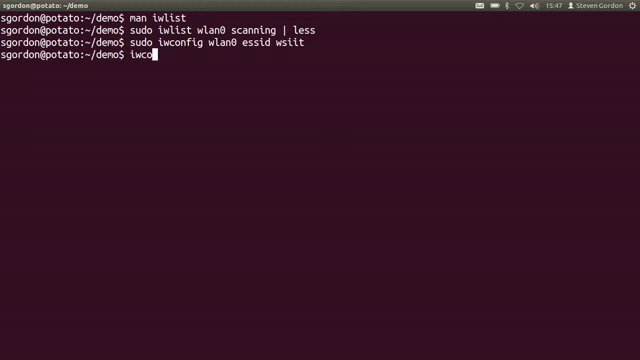 sgordon@potato: ~/demo 15:47 Steven Gordon
sgordon@potato:~/demo$ man iwlist
sgordon@potato:~/demo$ sudo iwlist wlan0 scanning | less
sgordon@potato:~/demo$ sudo iwconfig wlan0 essid wsiit
sgordon@potato:~/demo$ iwco